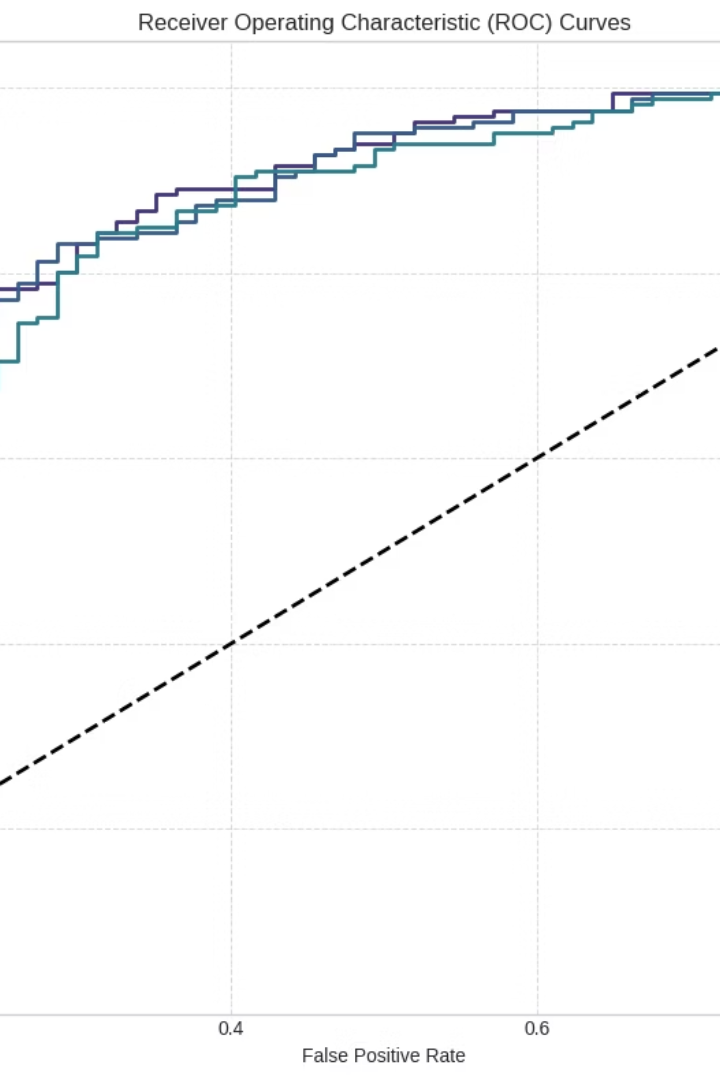 Receiver Operating Characteristic (ROC) Curves
0.4 0.6
False Positive Rate